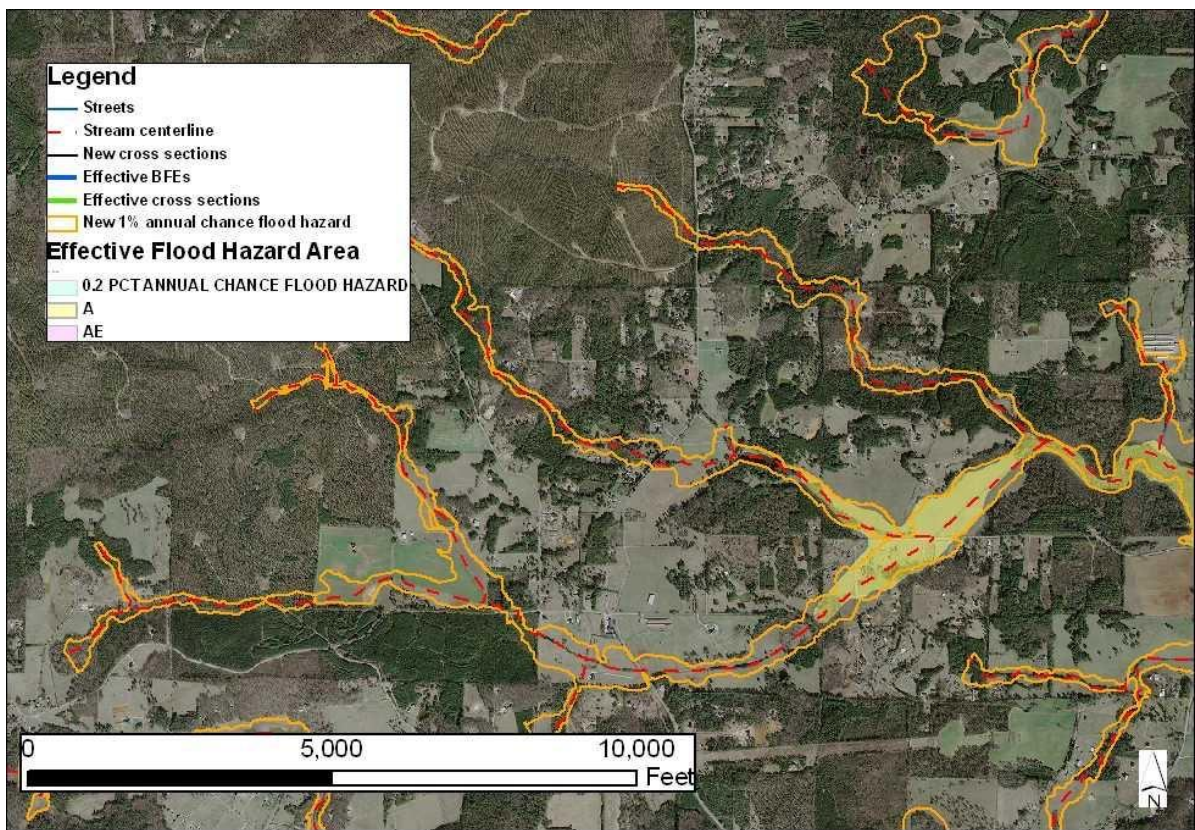 Legend
Streets
Stream centerline
New cross sections
Effective BFEs
Effective cross sections
New 1% annual chance flood hazard
Effective Flood Hazard Area
0.2 PCT ANNUAL CHANCE FLOOD HAZARD
A
AE
0 5,000 10,000
Feet
N